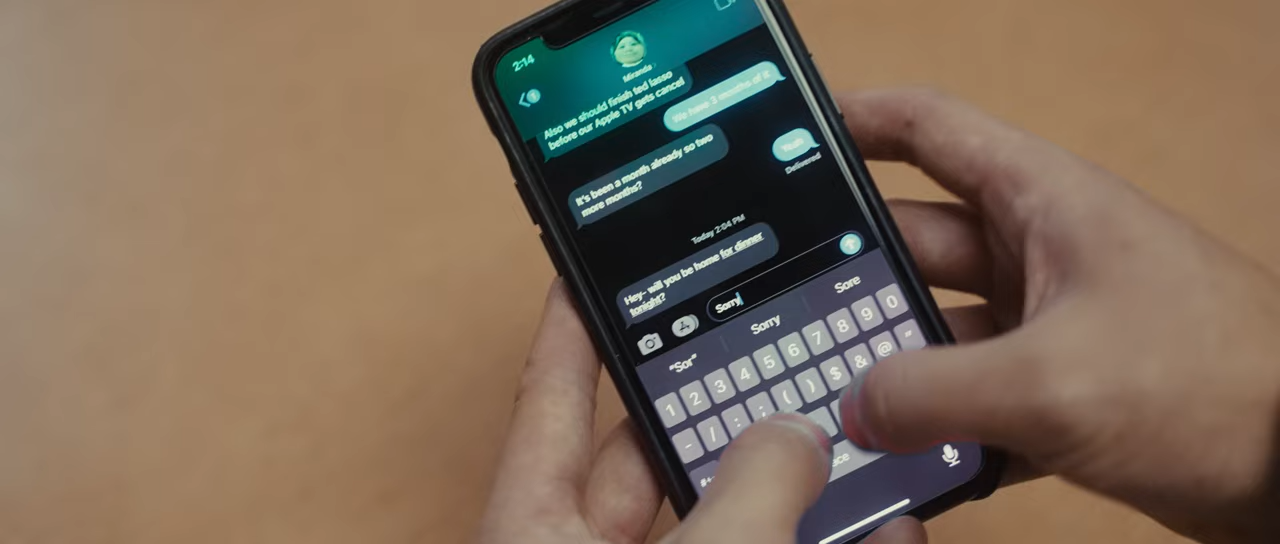 2:14
Miranda
Also we should finish ted lasso
before our Apple TV gets cancel
We have 3 months of it
It's been a month already so two
more months?
Yeah
Delivered
Today 2:04 PM
Hey- will you be home for dinner
tonight?
Sorry
"Sor"
Sorry
Sore
1 2 3 4 5 6 7 8 9 0
- / : ; ( ) $ & @ "